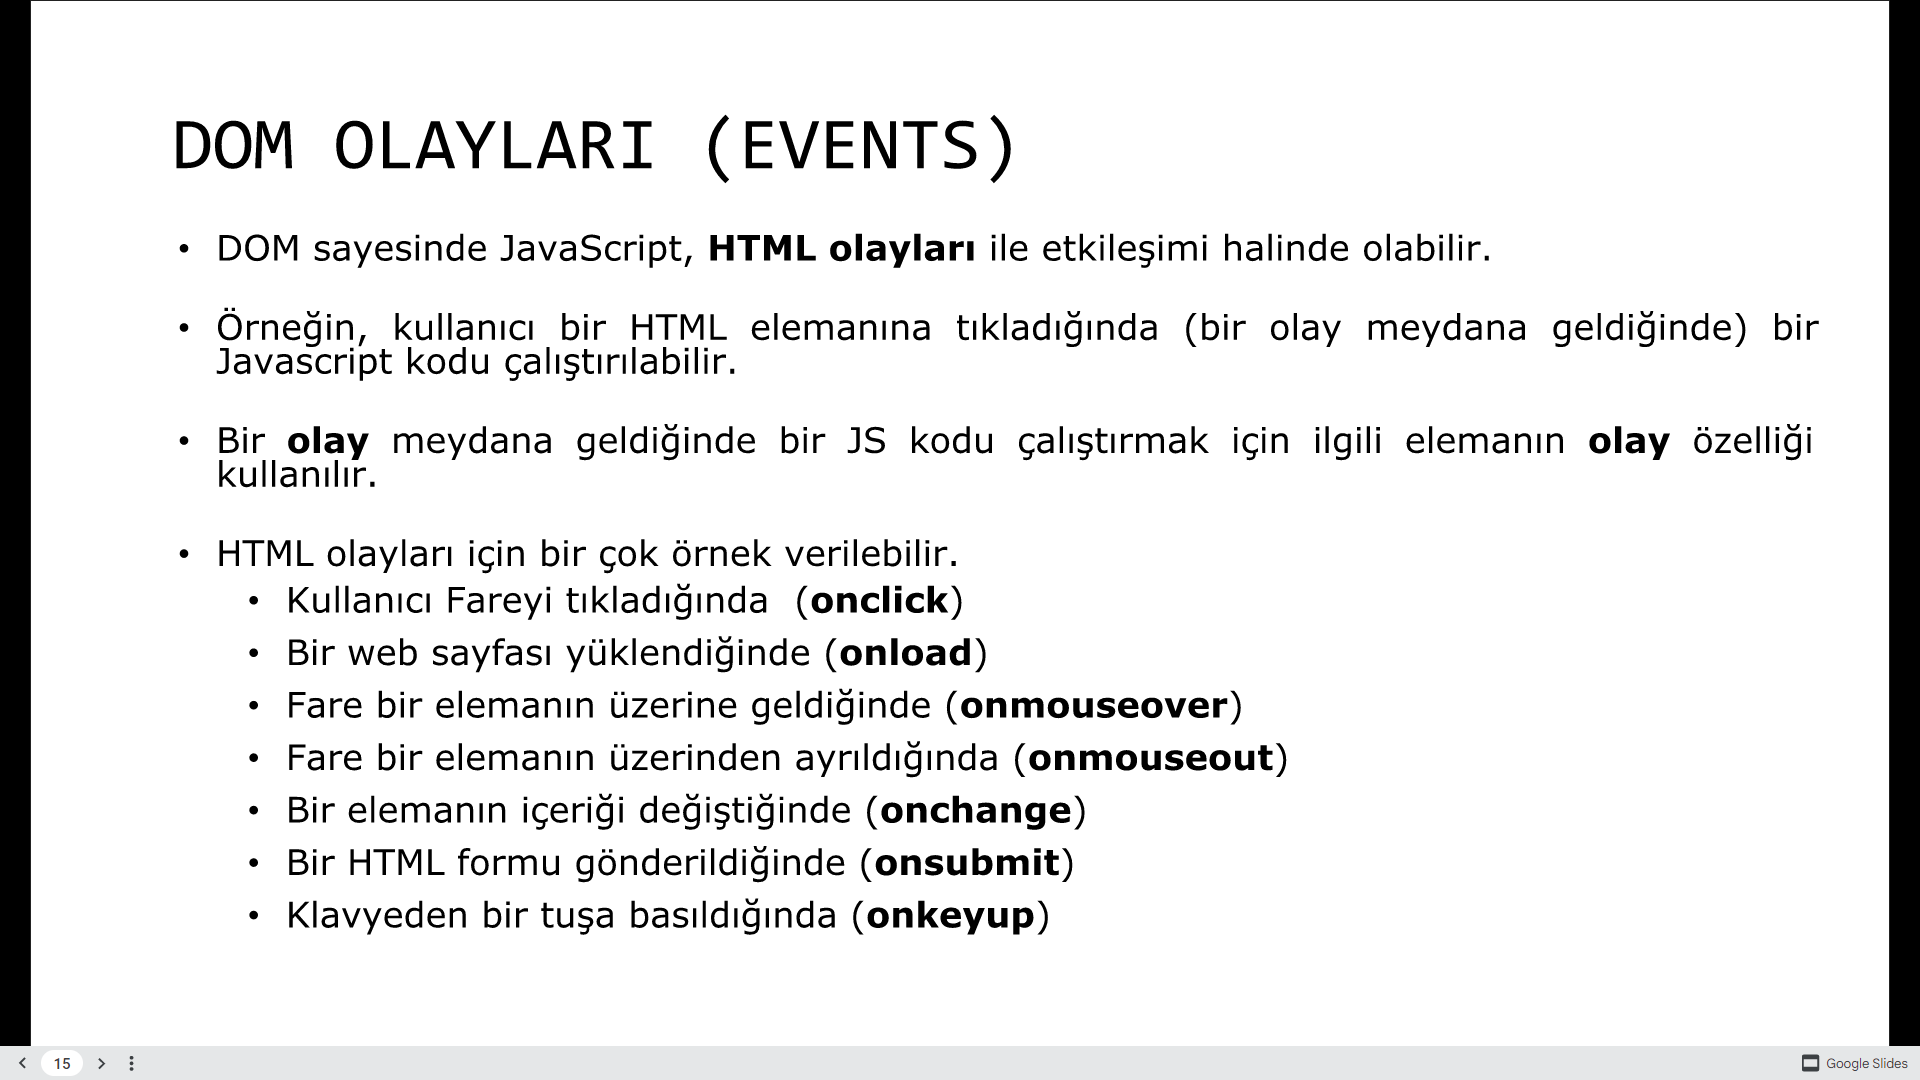 DOM OLAYLARI (EVENTS)
• DOM sayesinde JavaScript, HTML olayları ile etkileşimi halinde olabilir.
• Örneğin, kullanıcı bir HTML elemanına tıkladığında (bir olay meydana geldiğinde) bir
Javascript kodu çalıştırılabilir.
• Bir olay meydana geldiğinde bir JS kodu çalıştırmak için ilgili elemanın olay özelliği
kullanılır.
• HTML olayları için bir çok örnek verilebilir.
• Kullanıcı Fareyi tıkladığında (onclick)
• Bir web sayfası yüklendiğinde (onload)
• Fare bir elemanın üzerine geldiğinde (onmouseover)
• Fare bir elemanın üzerinden ayrıldığında (onmouseout)
• Bir elemanın içeriği değiştiğinde (onchange)
• Bir HTML formu gönderildiğinde (onsubmit)
• Klavyeden bir tuşa basıldığında (onkeyup)
15
Google Slides